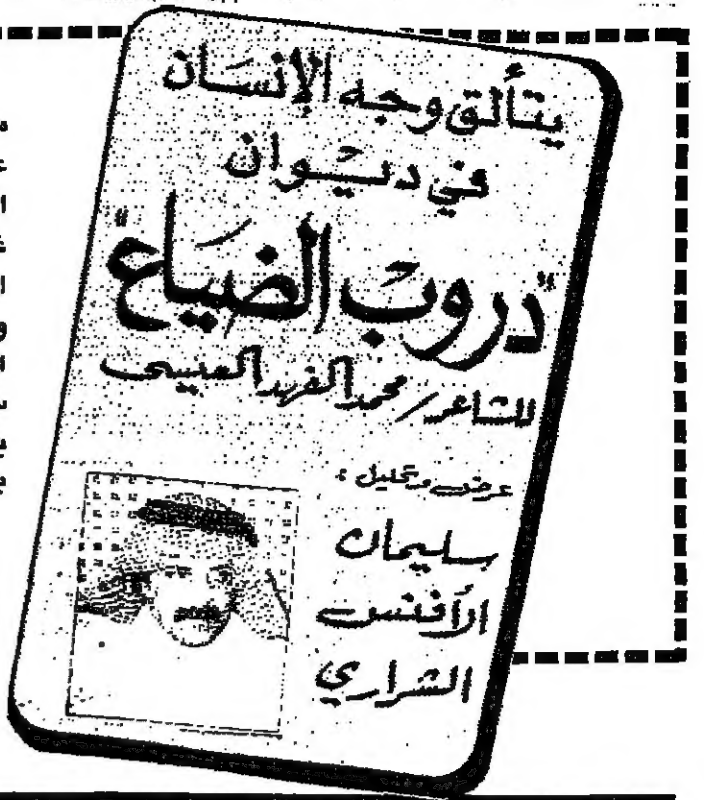 يتألق وجه الإنسان
في ديوان
"دروب الضياع"
للشاعر/ محمد الفهد العيسى
عرض وتحليل:
سليمان
الأفنس
الشراري